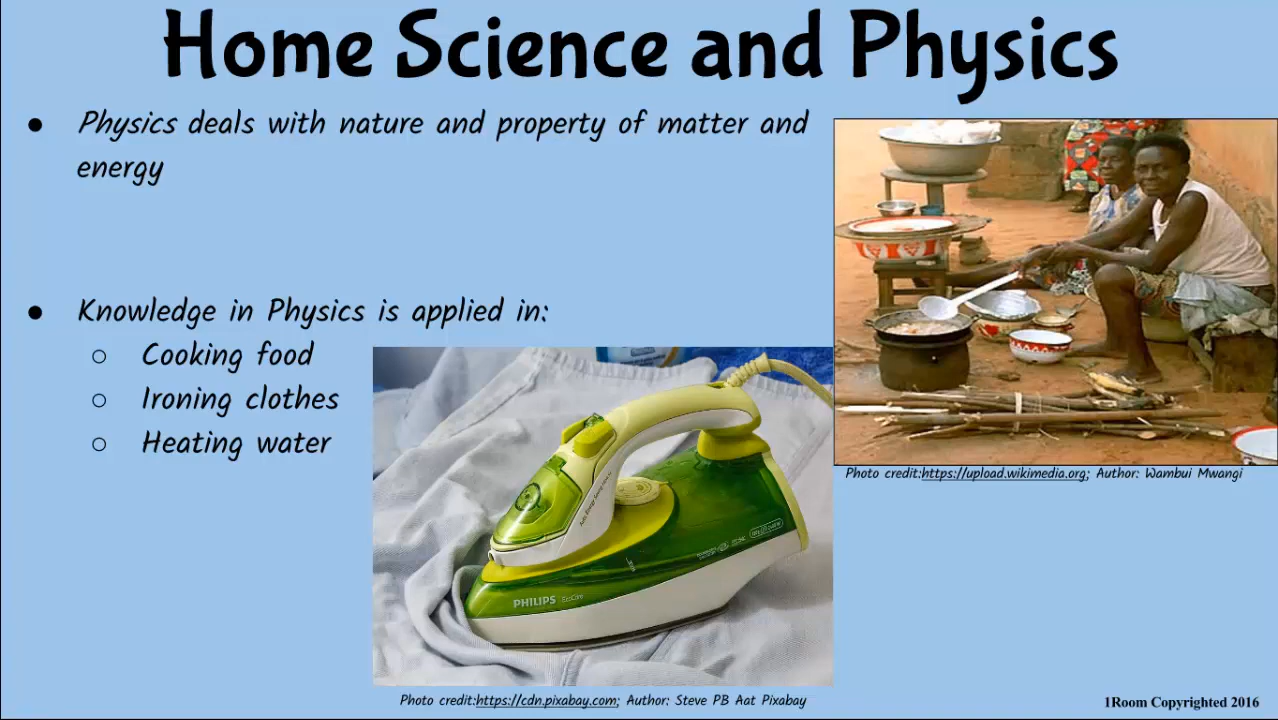 Home Science and Physics
● Physics deals with nature and property of matter and
energy
● Knowledge in Physics is applied in:
○ Cooking food
○ Ironing clothes
○ Heating water
PHILIPS EcoCare
Photo credit:https://upload.wikimedia.org; Author: Wambui Mwangi
Photo credit:https://cdn.pixabay.com; Author: Steve PB Aat Pixabay
1Room Copyrighted 2016